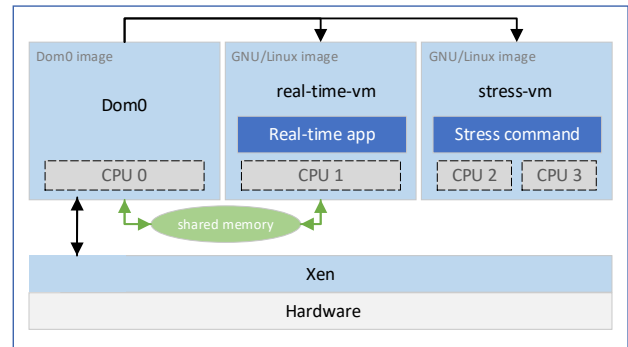 Dom0 image
Dom0
CPU 0
GNU/Linux image
real-time-vm
Real-time app
CPU 1
GNU/Linux image
stress-vm
Stress command
CPU 2
CPU 3
shared memory
Xen
Hardware